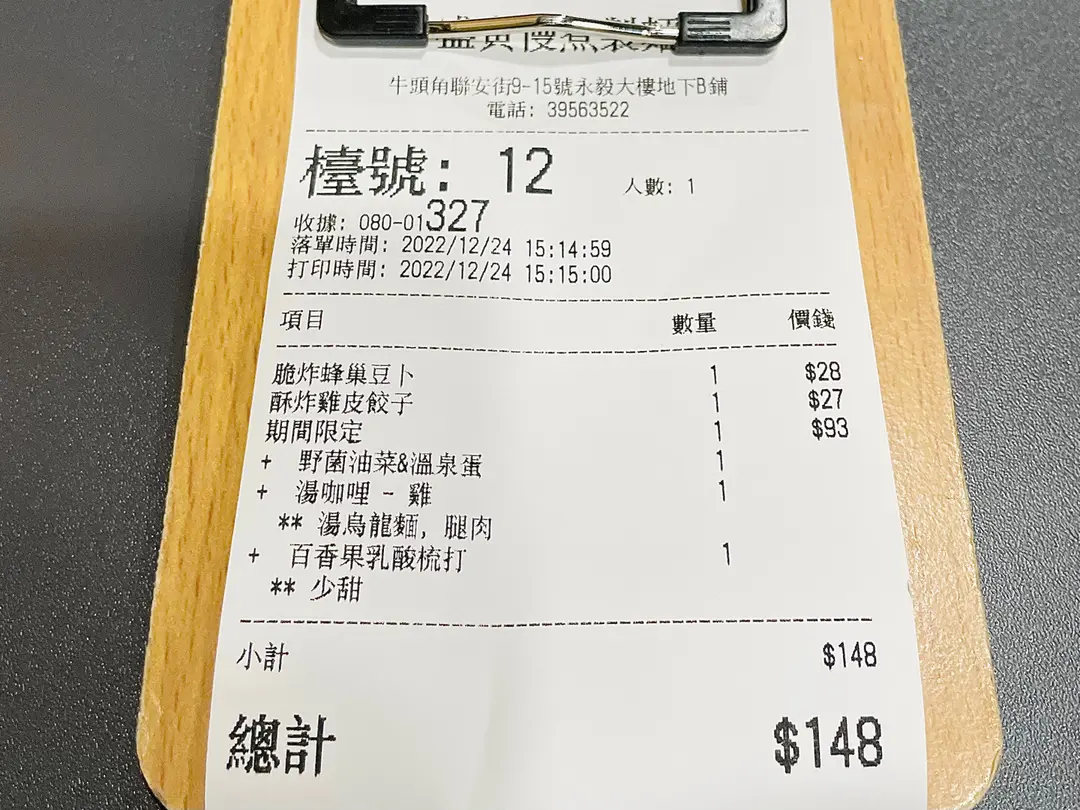 牛頭角聯安街9-15號永毅大樓地下B鋪
電話: 39563522
檯號: 12 人數: 1
收據: 080-01327
落單時間: 2022/12/24 15:14:59
打印時間: 2022/12/24 15:15:00
項目 數量 價錢
脆炸蜂巢豆卜 1 $28
酥炸雞皮餃子 1 $27
期間限定 1 $93
+ 野菌油菜&溫泉蛋 1
+ 湯咖哩 - 雞 1
** 湯烏龍麵, 腿肉
+ 百香果乳酸梳打 1
** 少甜
小計 $148
總計 $148